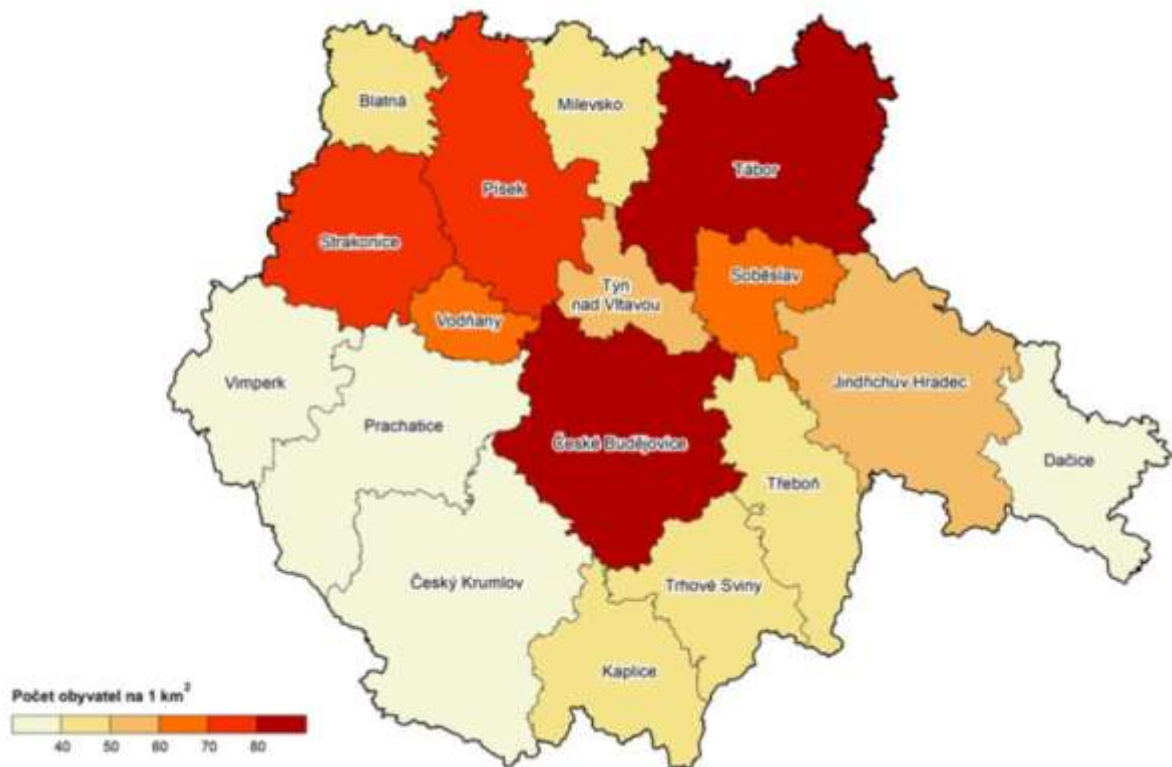 Blatná
Milevsko
Tábor
Písek
Strakonice
Soběslav
Týn
nad Vltavou
Vodňany
Vimperk
Jindřichův Hradec
Prachatice
České Budějovice
Dačice
Třeboň
Český Krumlov
Trhové Sviny
Kaplice
Počet obyvatel na 1 km²
40 50 60 70 80